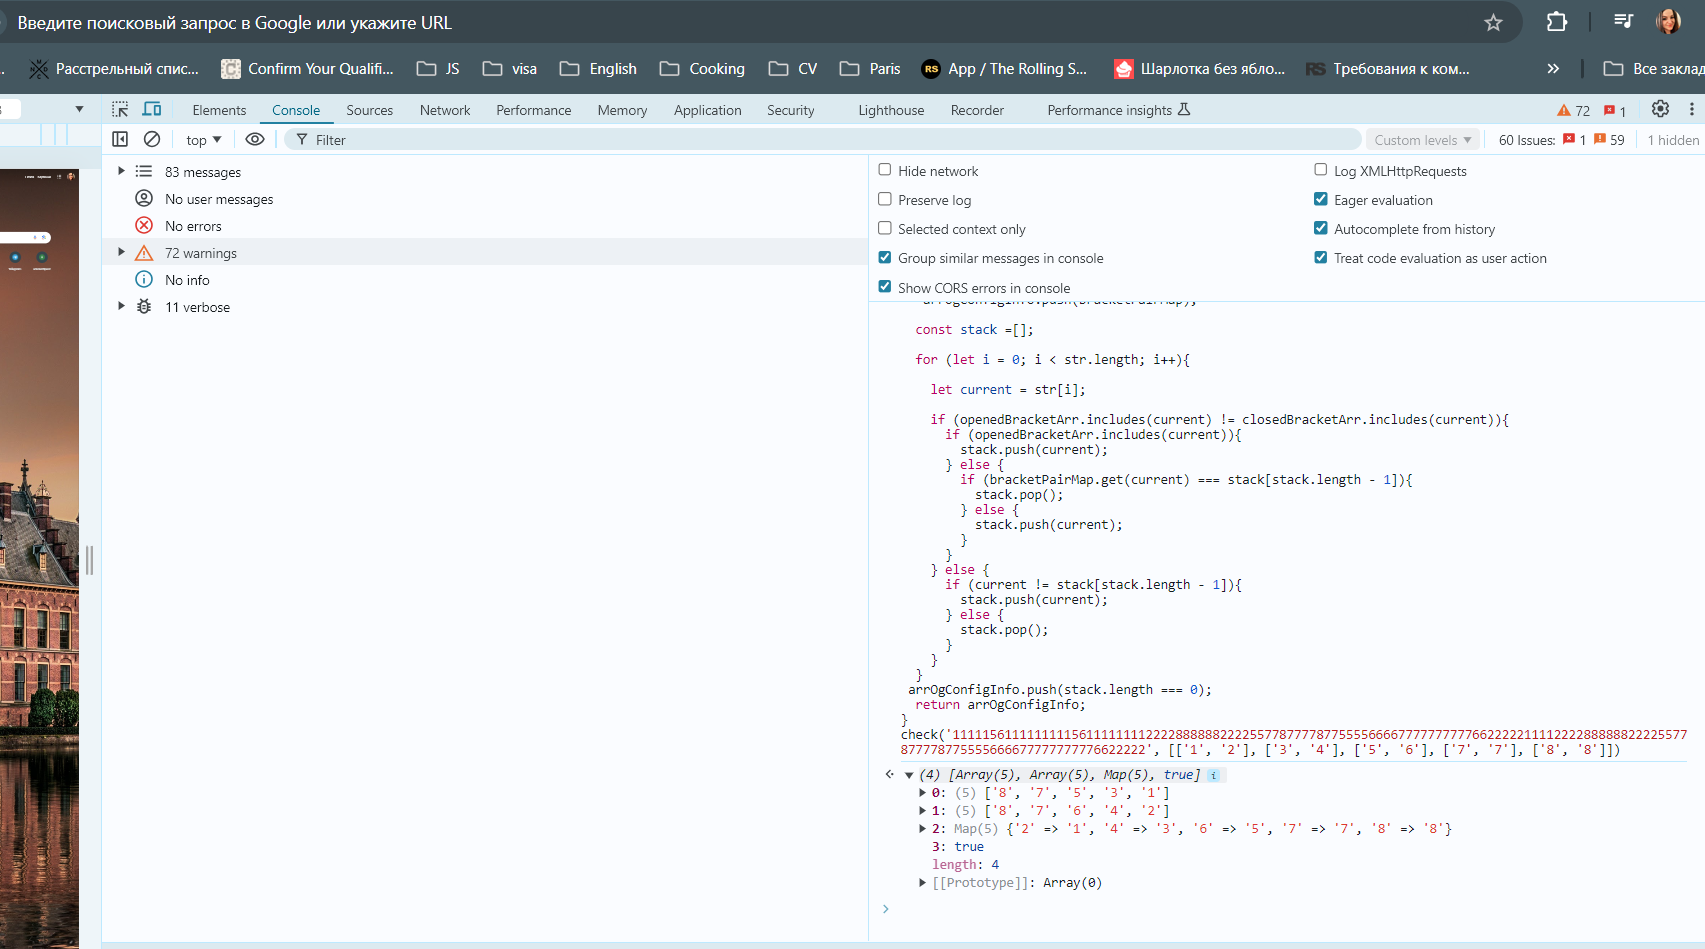 Введите поисковый запрос в Google или укажите URL
Расстрельный спис... Confirm Your Qualifi... JS visa English Cooking CV Paris App / The Rolling S... Шарлотка без ябло... Требования к ком... » Все заклад
Elements Console Sources Network Performance Memory Application Security Lighthouse Recorder Performance insights 72 1
top Filter Custom levels 60 Issues: 1 59 1 hidden
83 messages
No user messages
No errors
72 warnings
No info
11 verbose
Hide network Log XMLHttpRequests
Preserve log Eager evaluation
Selected context only Autocomplete from history
Group similar messages in console Treat code evaluation as user action
Show CORS errors in console
arrOgConfigInfo.push(bracketPairMap);
const stack =[];
for (let i = 0; i < str.length; i++){
let current = str[i];
if (openedBracketArr.includes(current) != closedBracketArr.includes(current)){
if (openedBracketArr.includes(current)){
stack.push(current);
} else {
if (bracketPairMap.get(current) === stack[stack.length - 1]){
stack.pop();
} else {
stack.push(current);
}
}
} else {
if (current != stack[stack.length - 1]){
stack.push(current);
} else {
stack.pop();
}
}
}
arrOgConfigInfo.push(stack.length === 0);
return arrOgConfigInfo;
}
check('111115611111111156111111112222888888222255778777787755556666777777777766222221111222288888822225577
877778775555666677777777776622222', [['1', '2'], ['3', '4'], ['5', '6'], ['7', '7'], ['8', '8']])
(4) [Array(5), Array(5), Map(5), true]
0: (5) ['8', '7', '5', '3', '1']
1: (5) ['8', '7', '6', '4', '2']
2: Map(5) {'2' => '1', '4' => '3', '6' => '5', '7' => '7', '8' => '8'}
3: true
length: 4
[[Prototype]]: Array(0)